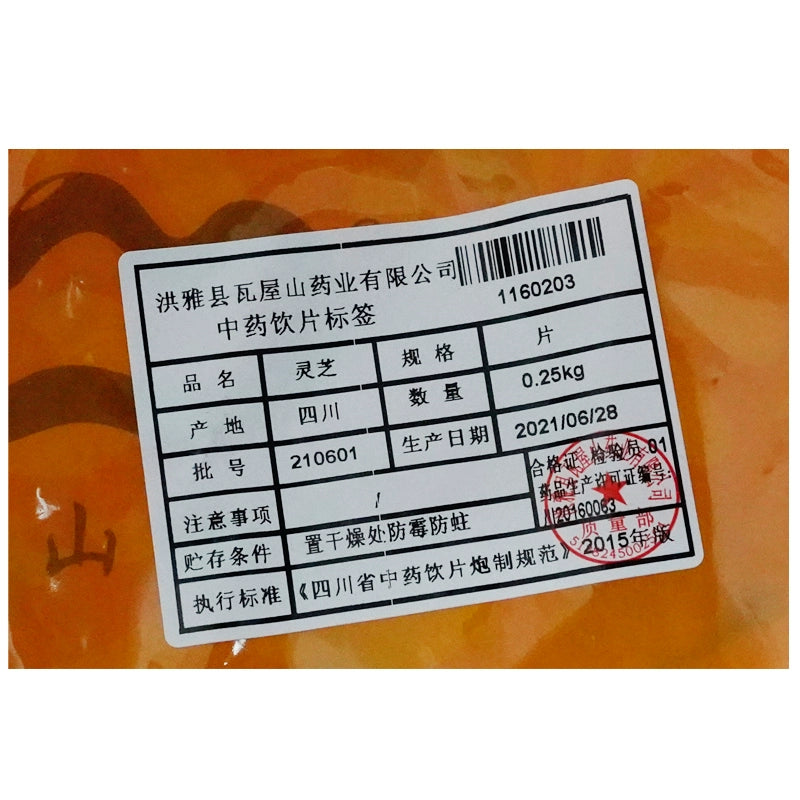 洪雅县瓦屋山药业有限公司
中药饮片标签
1160203
品名 灵芝 规格 片
产地 四川 数量 0.25kg
批号 210601 生产日期 2021/06/28
注意事项 /
合格证 检验员:01
药品生产许可证编号:
川20160083
贮存条件 置干燥处防霉防蛀
执行标准 《四川省中药饮片炮制规范》2015年版
质量部
山